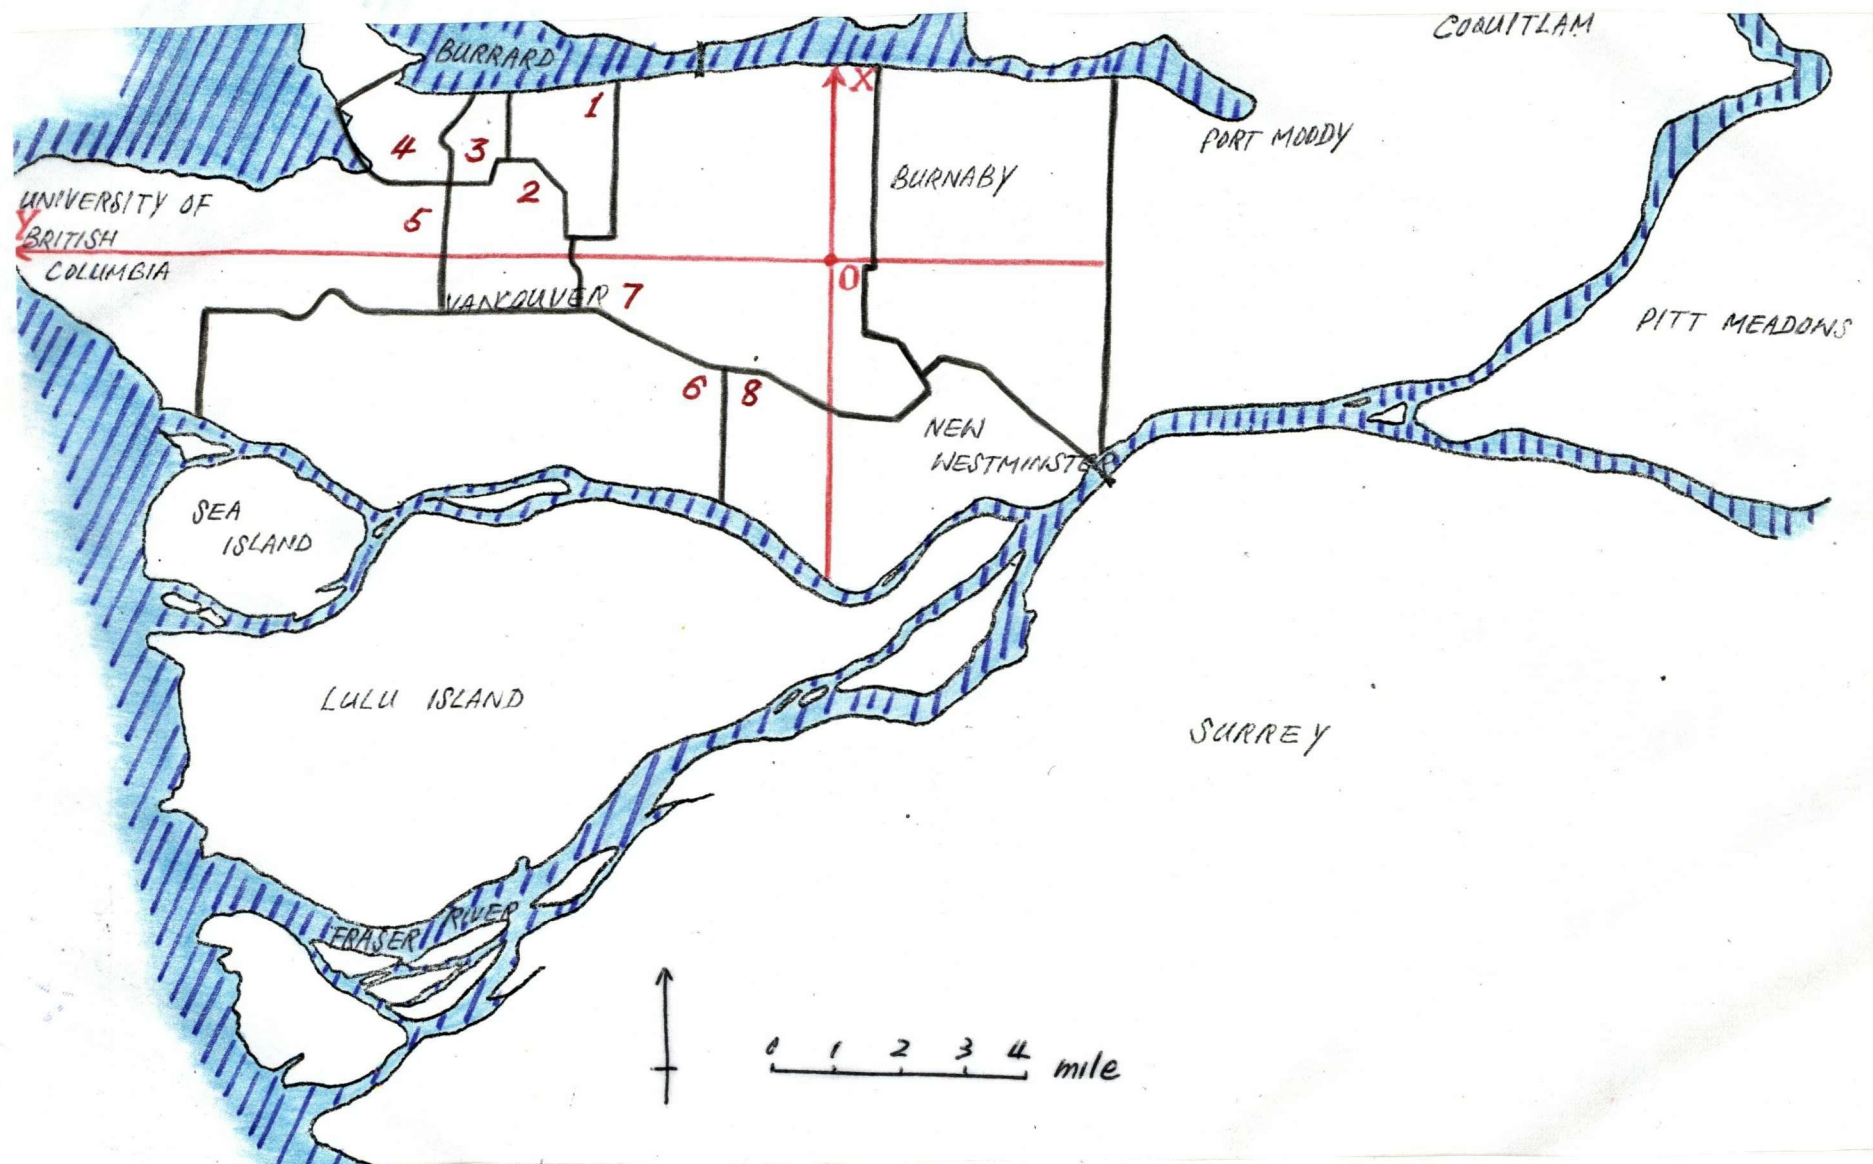 COQUITLAM
BURRARD
X
1
PORT MOODY
4
3
BURNABY
2
UNIVERSITY OF
5
Y
BRITISH
COLUMBIA
O
VANCOUVER
7
PITT MEADOWS
6
8
NEW
WESTMINSTER
SEA
ISLAND
LULU ISLAND
SURREY
RIVER
FRASER
0 1 2 3 4 mile